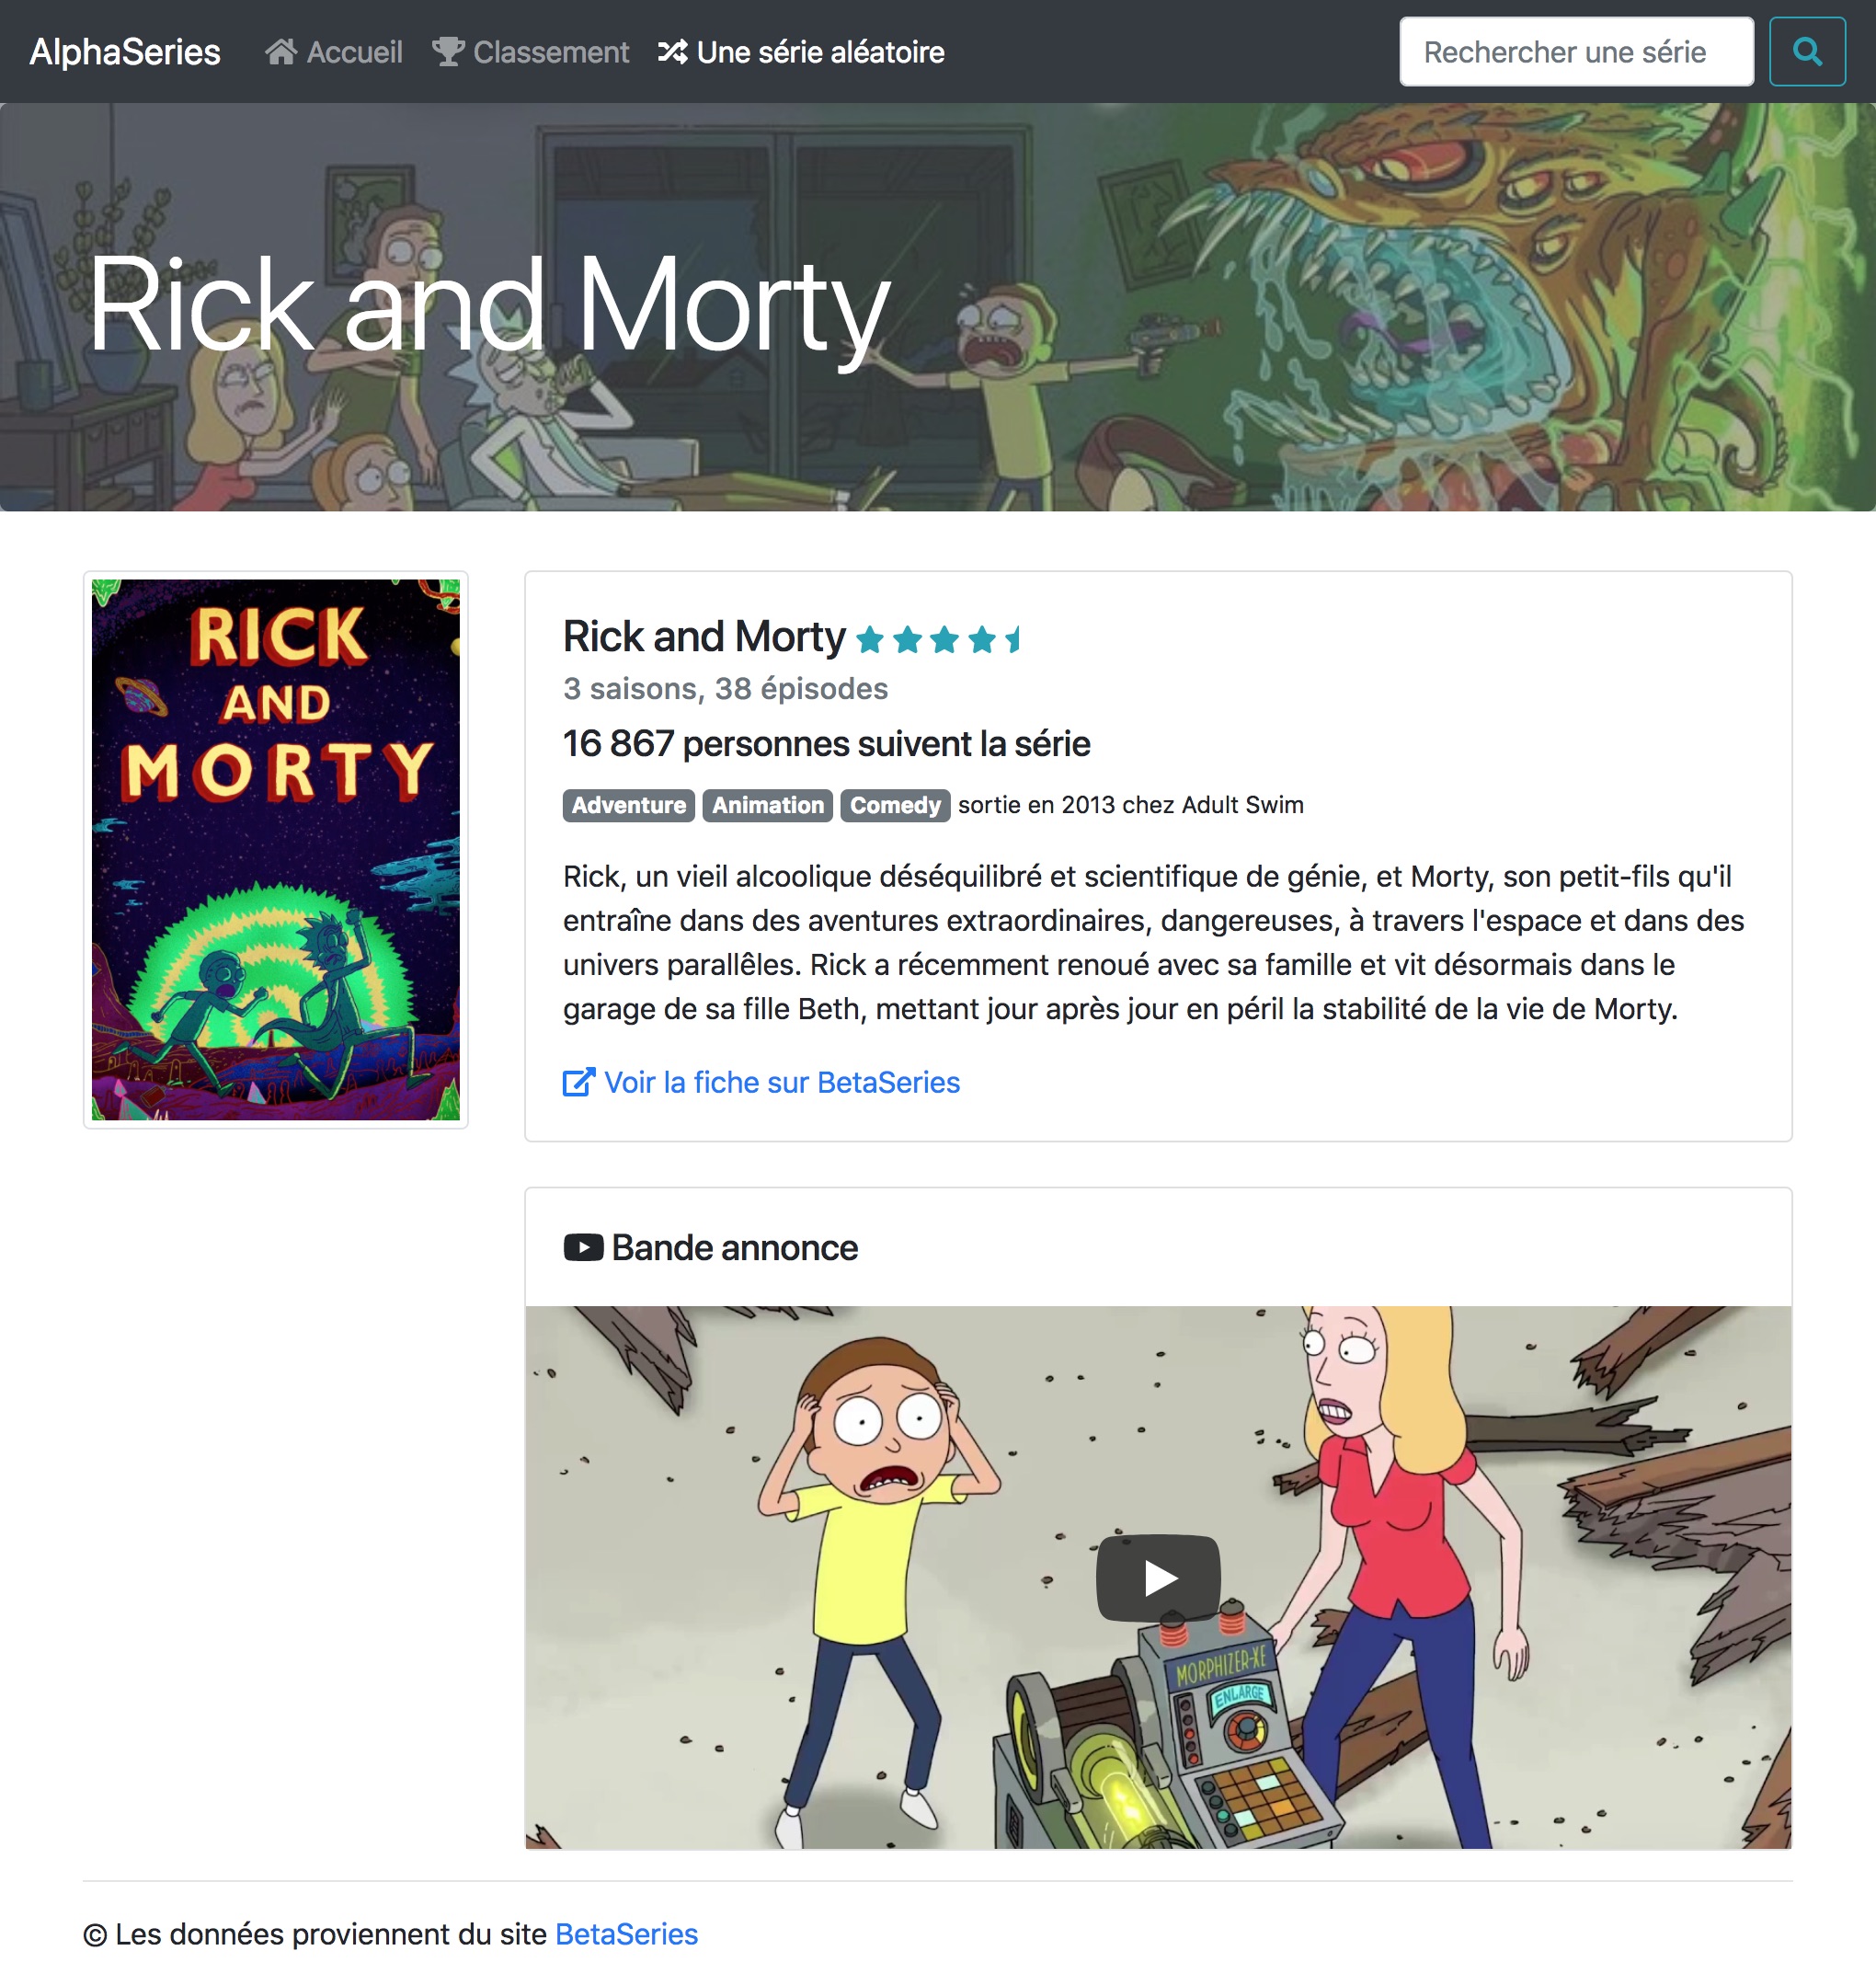 AlphaSeries Accueil Classement Une série aléatoire Rechercher une série
Rick and Morty
RICK
AND
MORTY
Rick and Morty
3 saisons, 38 épisodes
16 867 personnes suivent la série
Adventure Animation Comedy sortie en 2013 chez Adult Swim
Rick, un vieil alcoolique déséquilibré et scientifique de génie, et Morty, son petit-fils qu'il
entraîne dans des aventures extraordinaires, dangereuses, à travers l'espace et dans des
univers parallêles. Rick a récemment renoué avec sa famille et vit désormais dans le
garage de sa fille Beth, mettant jour après jour en péril la stabilité de la vie de Morty.
Voir la fiche sur BetaSeries
Bande annonce
MORPHIZER-XE
ENLARGE
© Les données proviennent du site BetaSeries